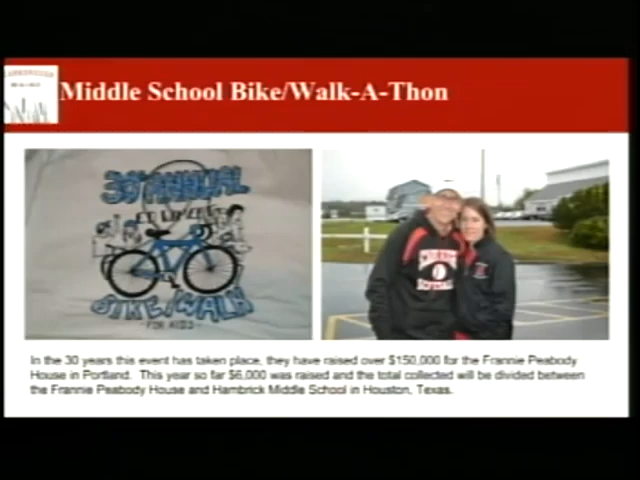 Middle School Bike/Walk-A-Thon
30th ANNUAL
BIKE/WALK
- FOR KIDS -
In the 30 years this event has taken place, they have raised over $150,000 for the Frannie Peabody
House in Portland. This year so far $6,000 was raised and the total collected will be divided between
the Frannie Peabody House and Hambrick Middle School in Houston, Texas.